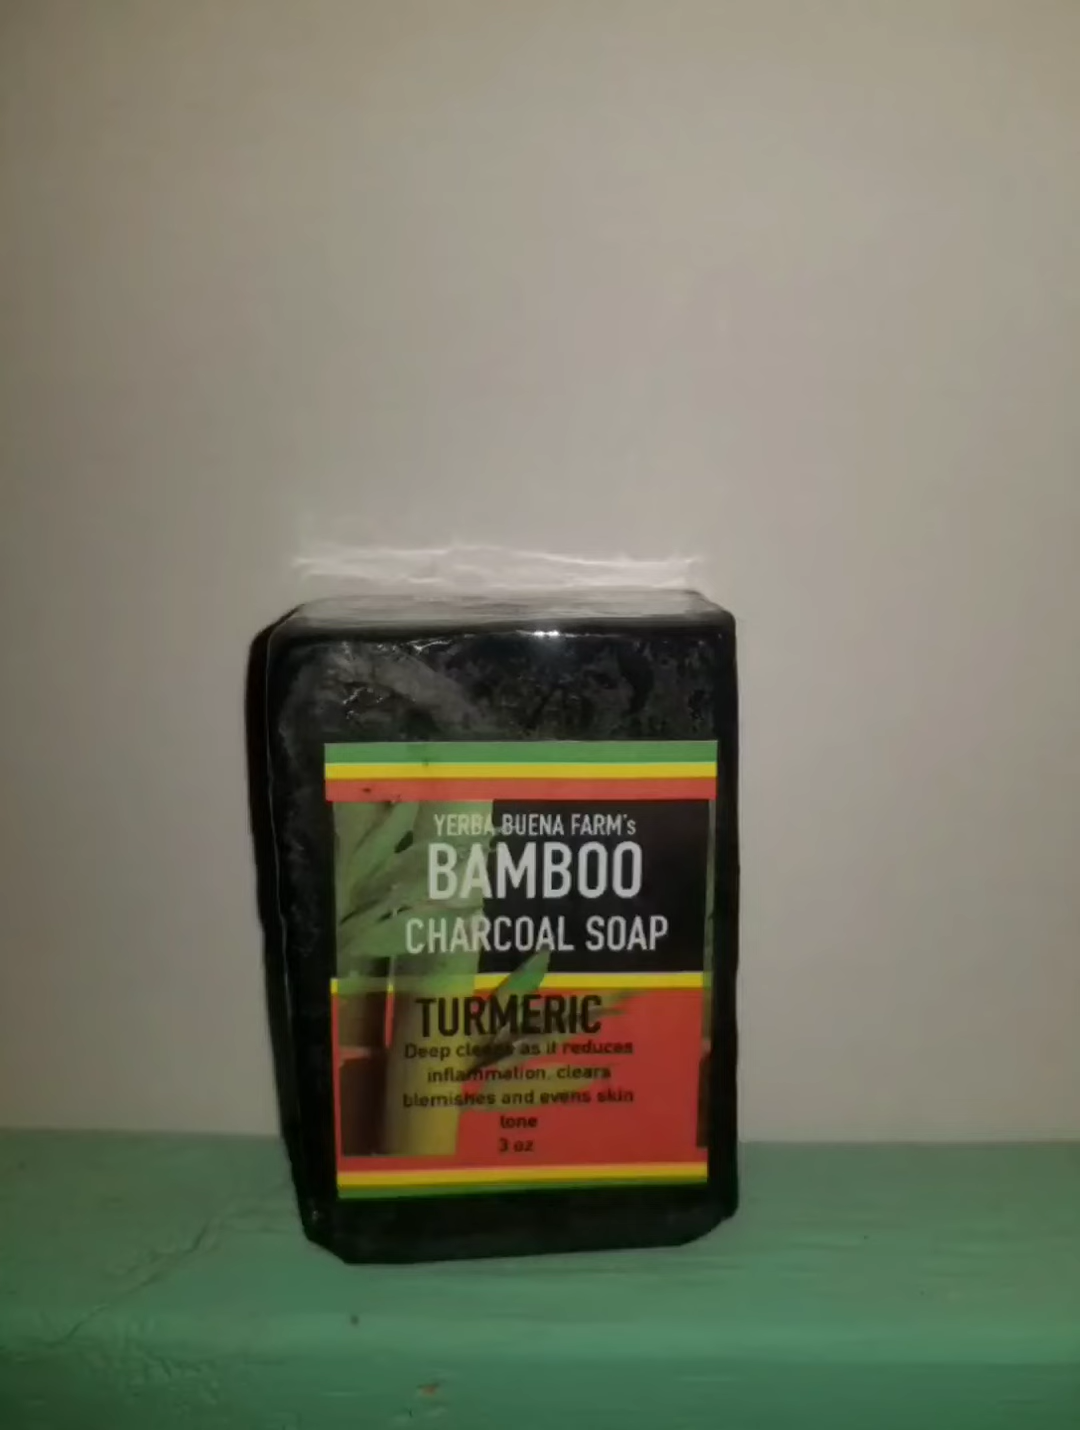 YERBA BUENA FARM's
BAMBOO
CHARCOAL SOAP
TURMERIC
Deep cleans as it reduces
inflammation, clears
blemishes and evens skin
tone
3 oz